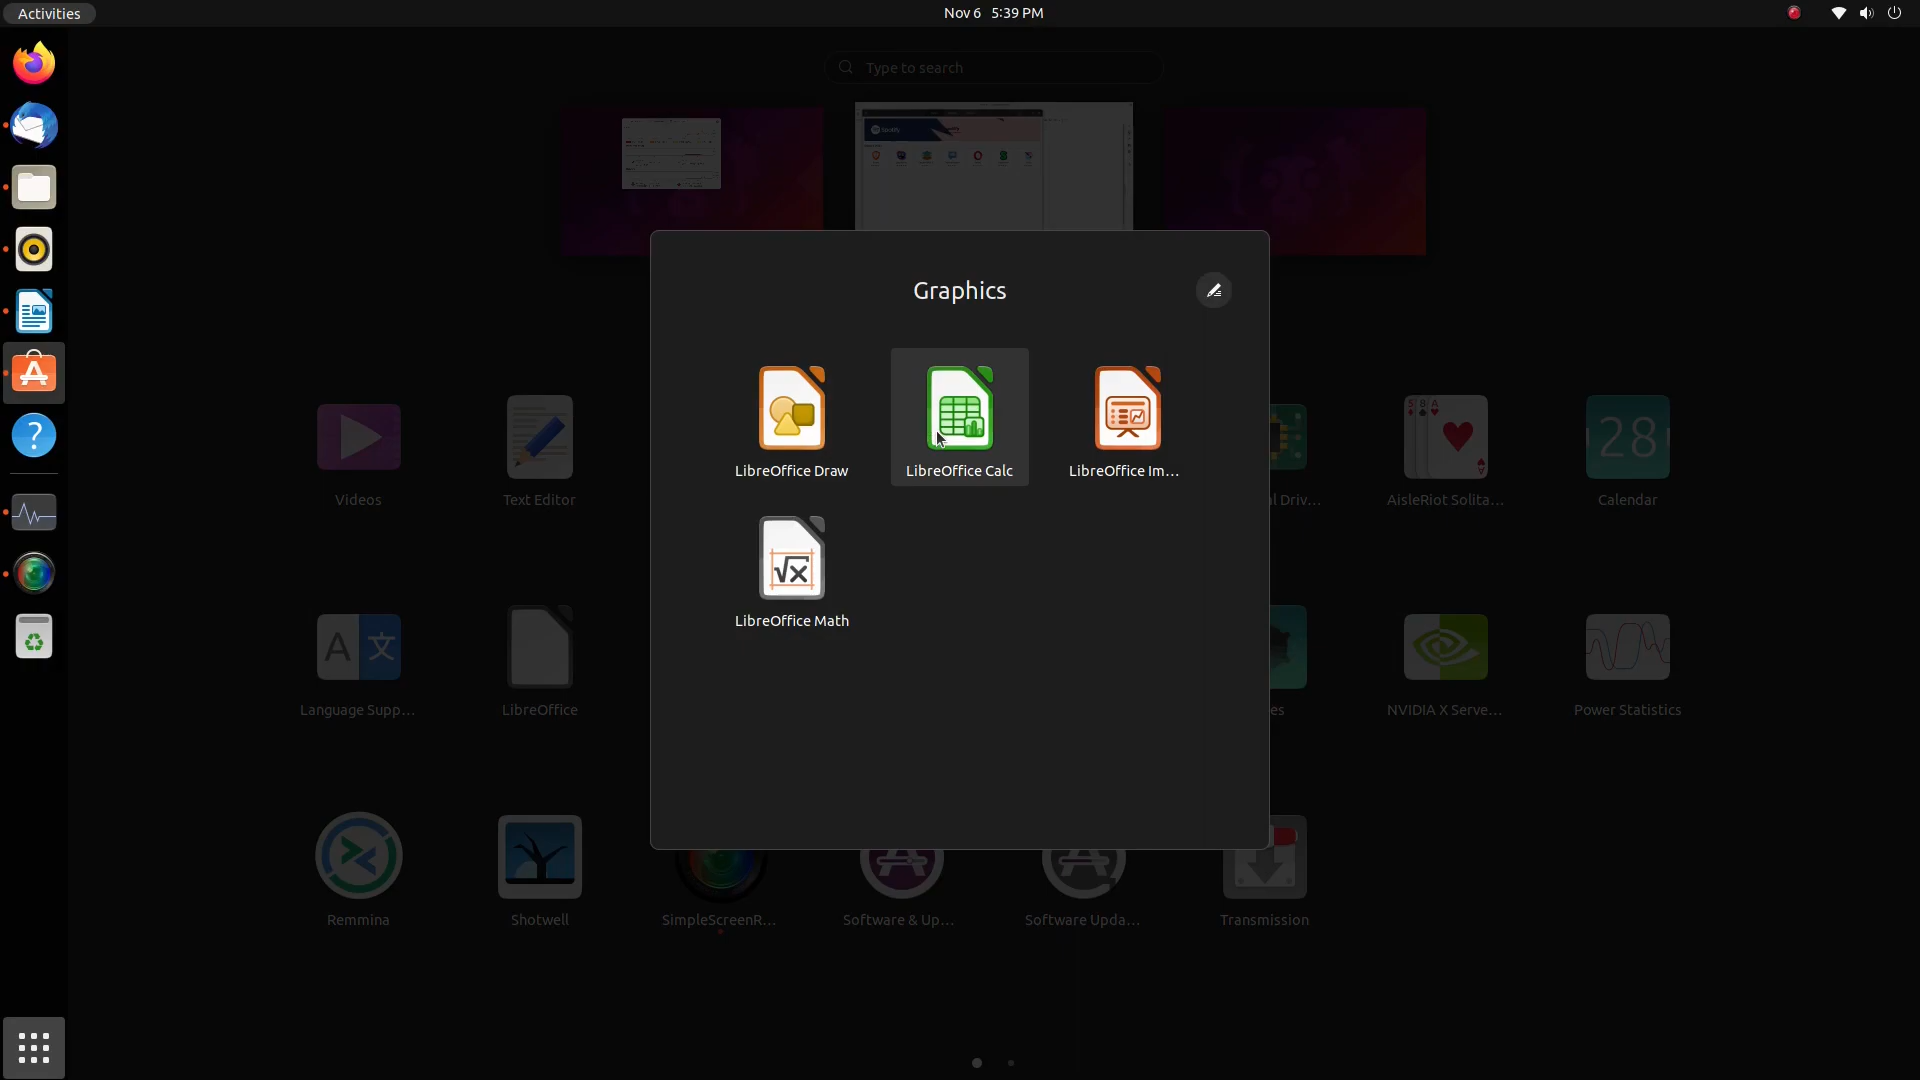 Activities
Nov 6 5:39 PM
Type to search
Graphics
LibreOffice Draw
LibreOffice Calc
LibreOffice Im...
LibreOffice Math
Videos
Text Editor
l Driv...
AisleRiot Solita...
28
Calendar
Language Supp...
LibreOffice
es
NVIDIA X Serve...
Power Statistics
Remmina
Shotwell
SimpleScreenR...
Software & Up...
Software Upda...
Transmission